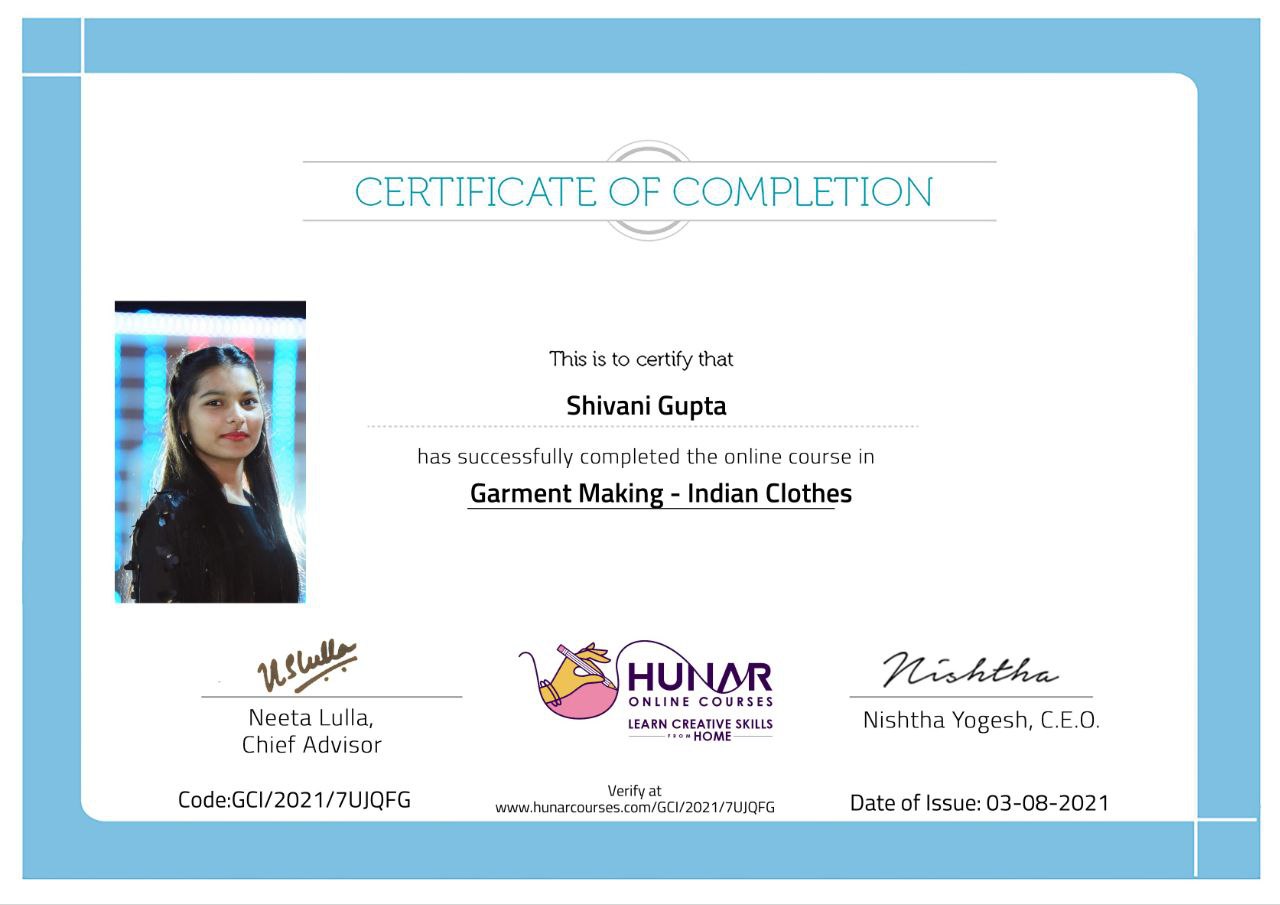 CERTIFICATE OF COMPLETION
This is to certify that
Shivani Gupta
has successfully completed the online course in
Garment Making - Indian Clothes
NSLulla
Neeta Lulla,
Chief Advisor
HUNAR
ONLINE COURSES
LEARN CREATIVE SKILLS
FROM HOME
Nishtha
Nishtha Yogesh, C.E.O.
Code:GCI/2021/7UJQFG
Verify at
www.hunarcourses.com/GCI/2021/7UJQFG
Date of Issue: 03-08-2021